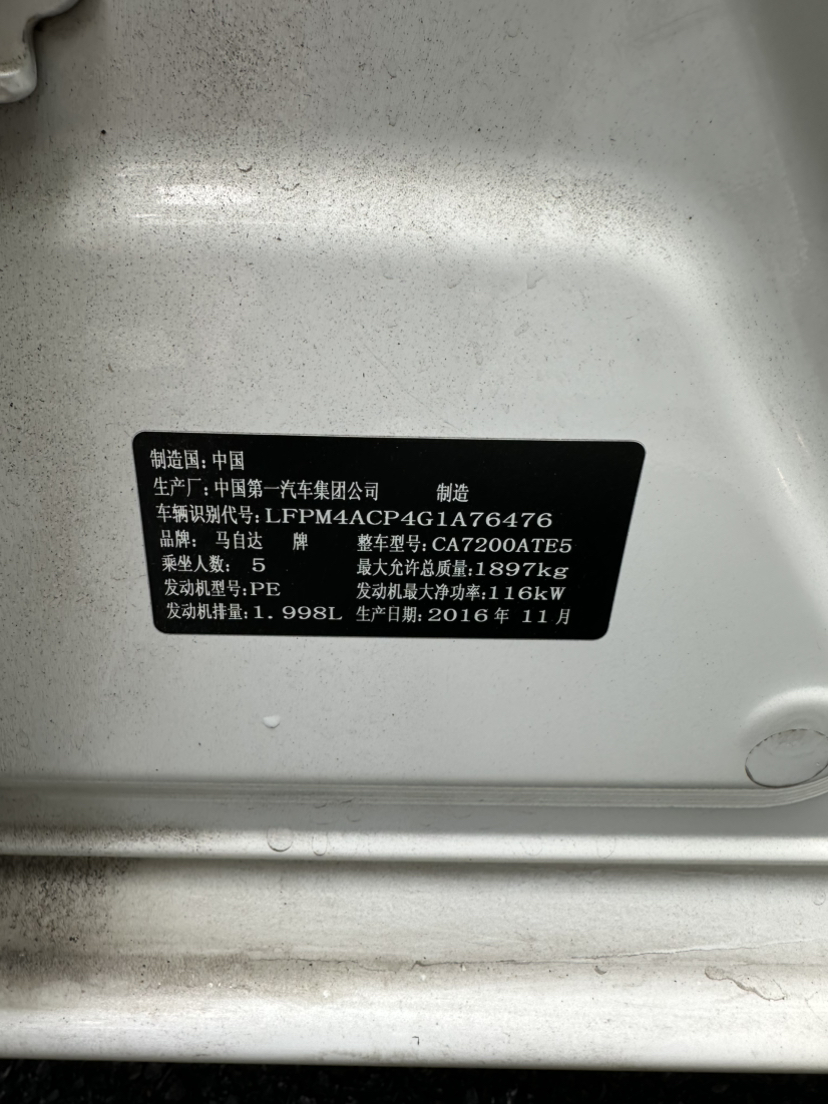 制造国:中国
生产厂:中国第一汽车集团公司 制造
车辆识别代号:LFPM4ACP4G1A76476
品牌: 马自达 牌 整车型号:CA7200ATE5
乘坐人数: 5 最大允许总质量:1897kg
发动机型号:PE 发动机最大净功率:116kW
发动机排量:1.998L 生产日期:2016年 11月